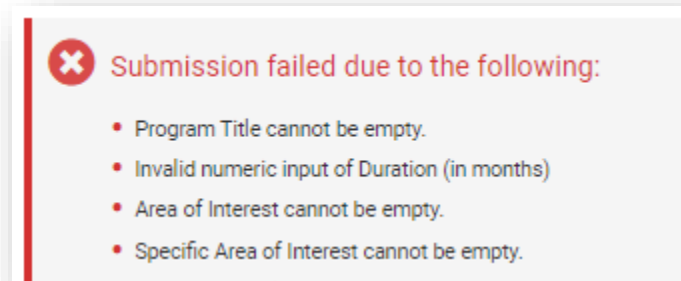 Submission failed due to the following:
Program Title cannot be empty.
Invalid numeric input of Duration (in months)
Area of Interest cannot be empty.
Specific Area of Interest cannot be empty.